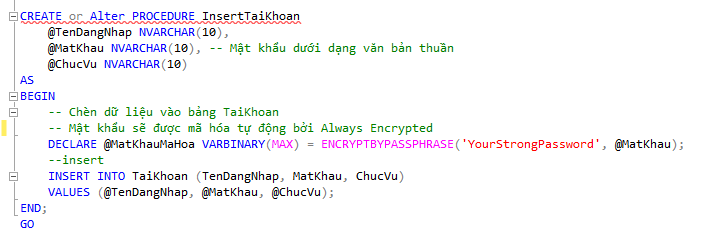 CREATE or Alter PROCEDURE InsertTaiKhoan
@TenDangNhap NVARCHAR(10),
@MatKhau NVARCHAR(10), -- Mật khẩu dưới dạng văn bản thuần
@ChucVu NVARCHAR(10)
AS
BEGIN
-- Chèn dữ liệu vào bảng TaiKhoan
-- Mật khẩu sẽ được mã hóa tự động bởi Always Encrypted
DECLARE @MatKhauMaHoa VARBINARY(MAX) = ENCRYPTBYPASSPHRASE('YourStrongPassword', @MatKhau);
--insert
INSERT INTO TaiKhoan (TenDangNhap, MatKhau, ChucVu)
VALUES (@TenDangNhap, @MatKhau, @ChucVu);
END;
GO